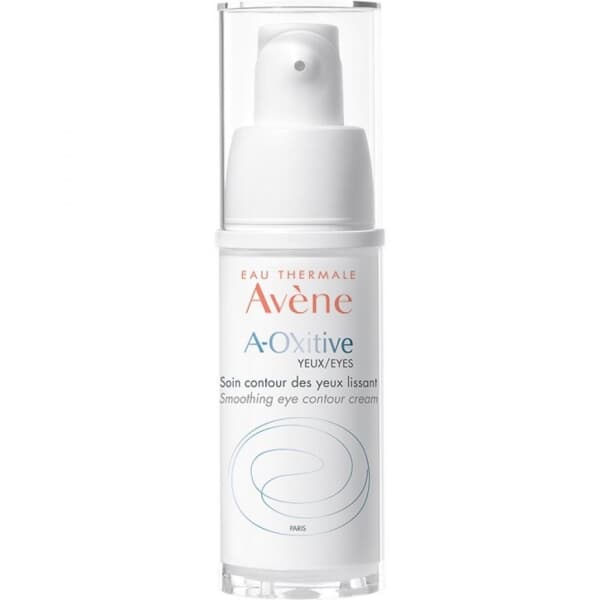 EAU THERMALE
Avène
A-OXitive
YEUX/EYES
Soin contour des yeux lissant
Smoothing eye contour cream
PARIS